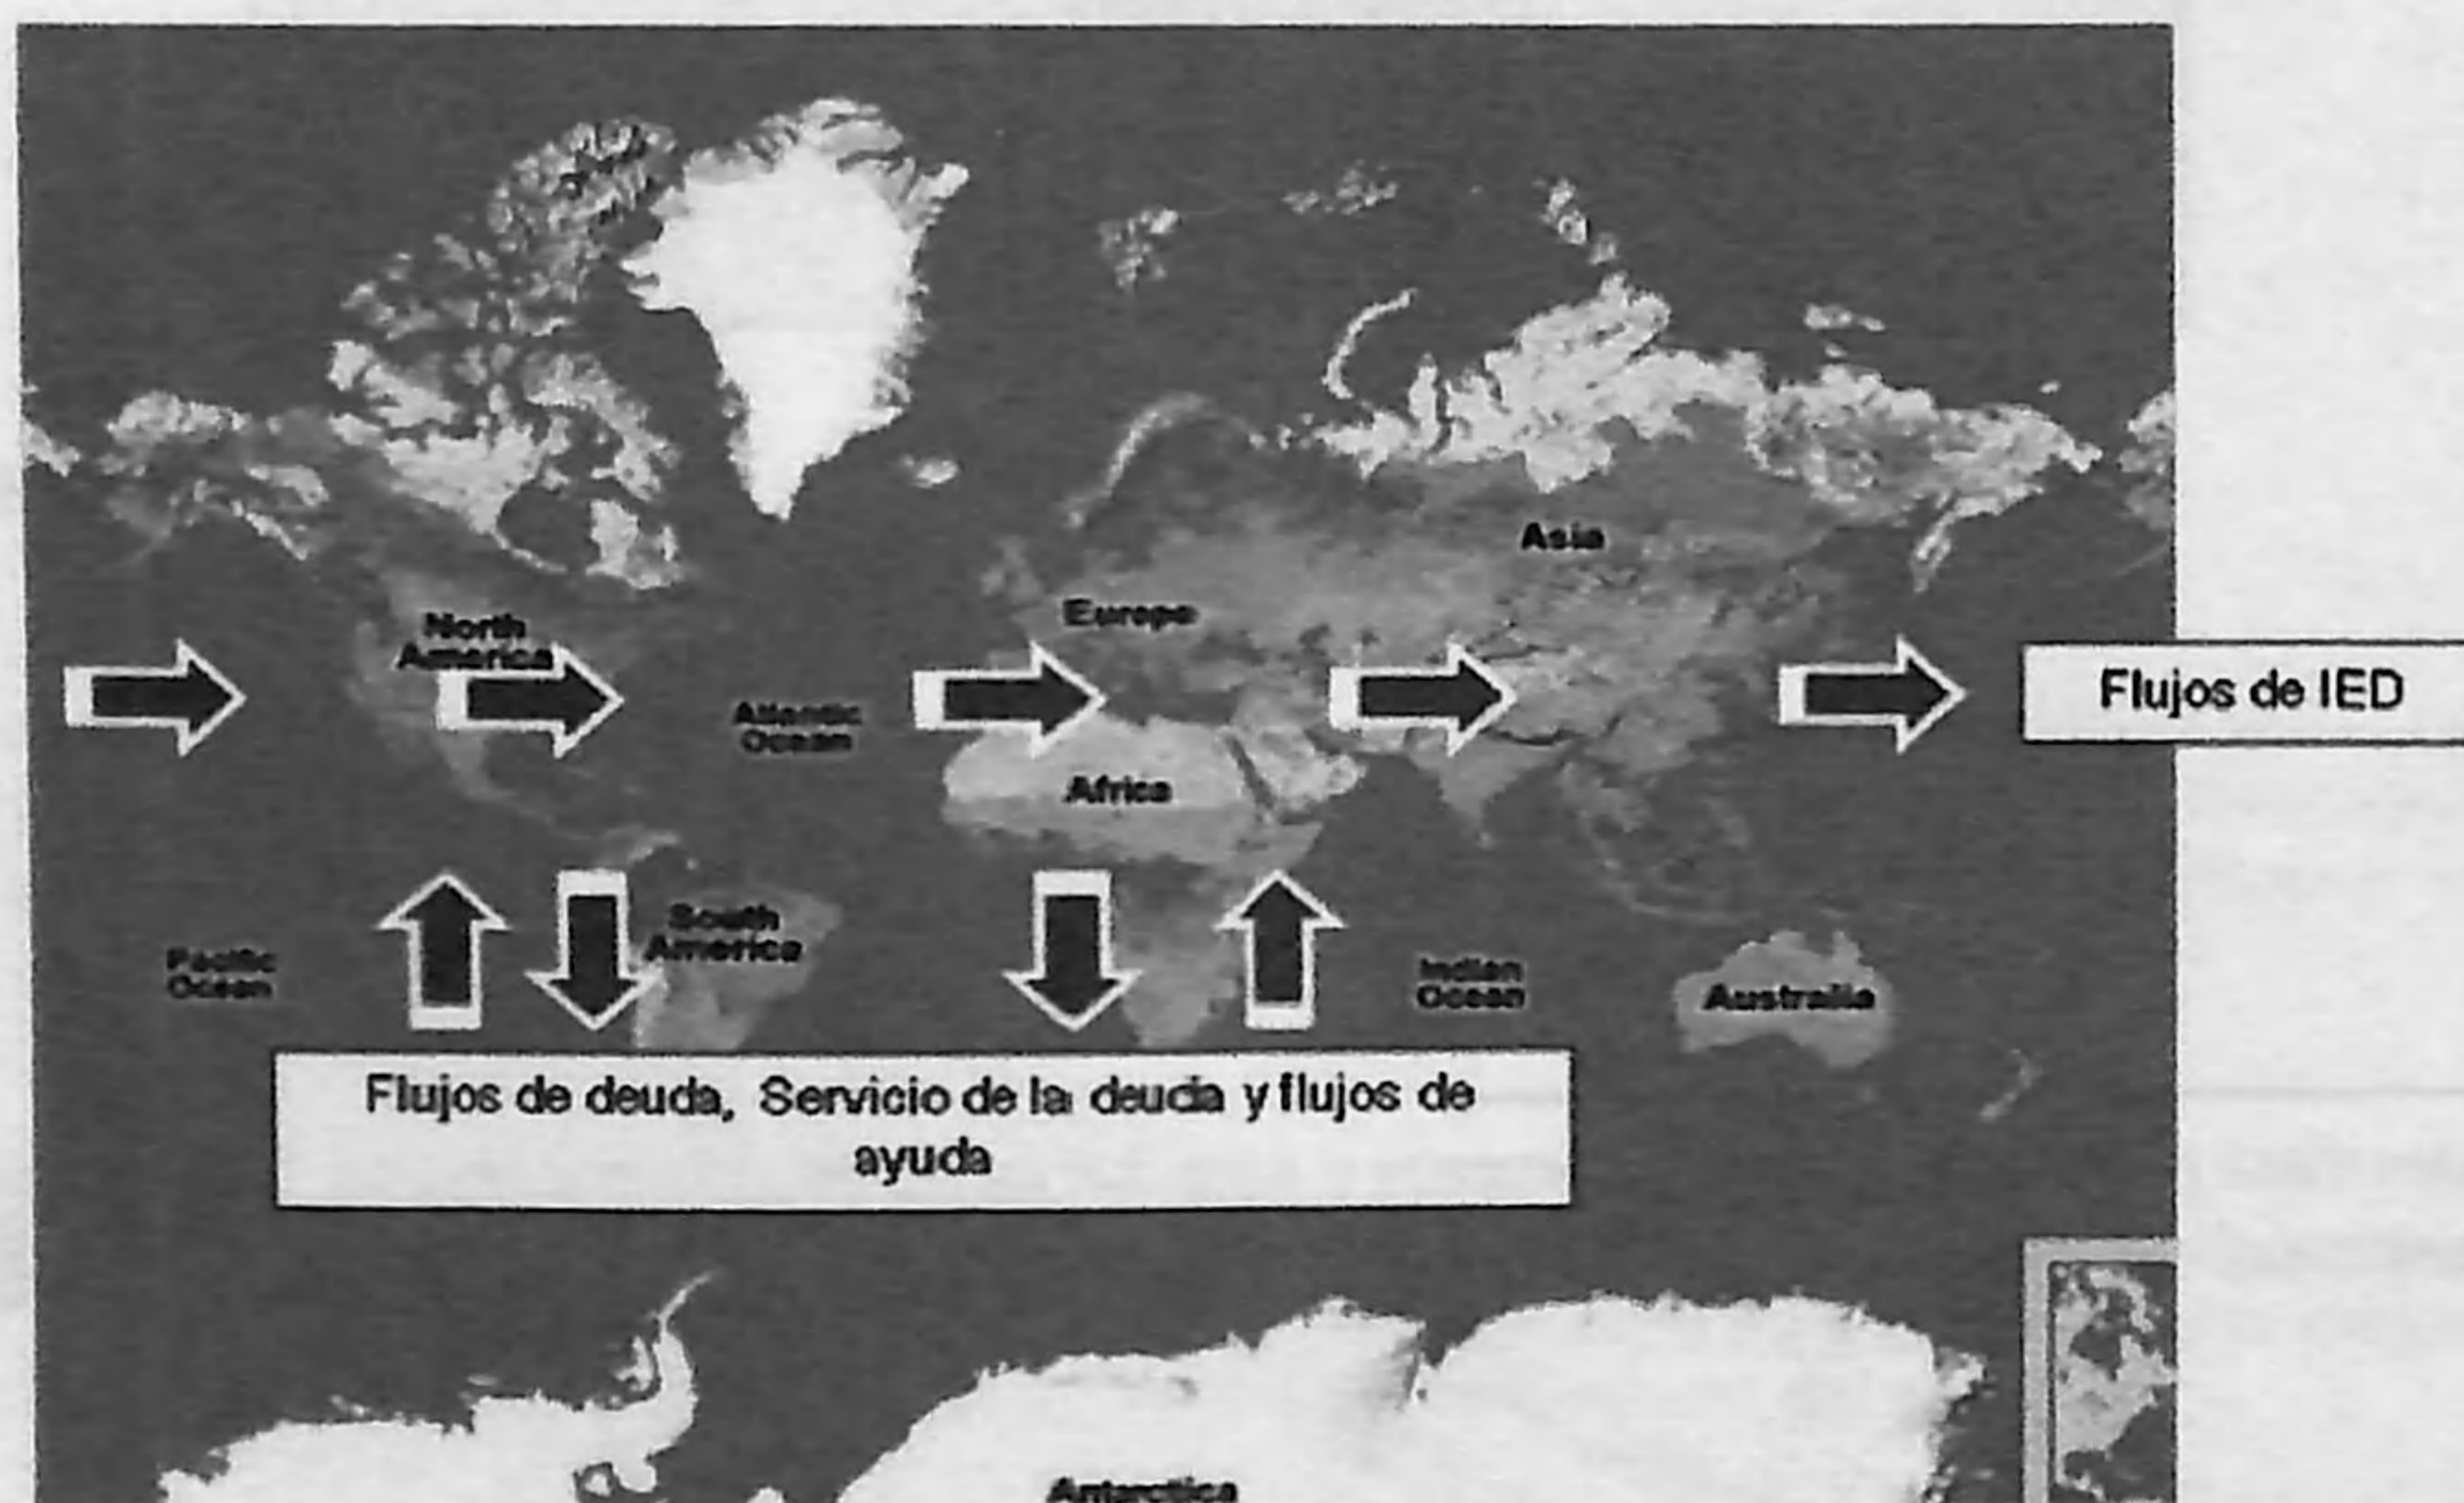 Asia
Europe
North
America
Flujos de IED
Atlantic
Ocean
Africa
South
America
Pacific
Ocean
Indian
Ocean
Australia
Flujos de deuda, Servicio de la deuda y flujos de
ayuda
Antarctica